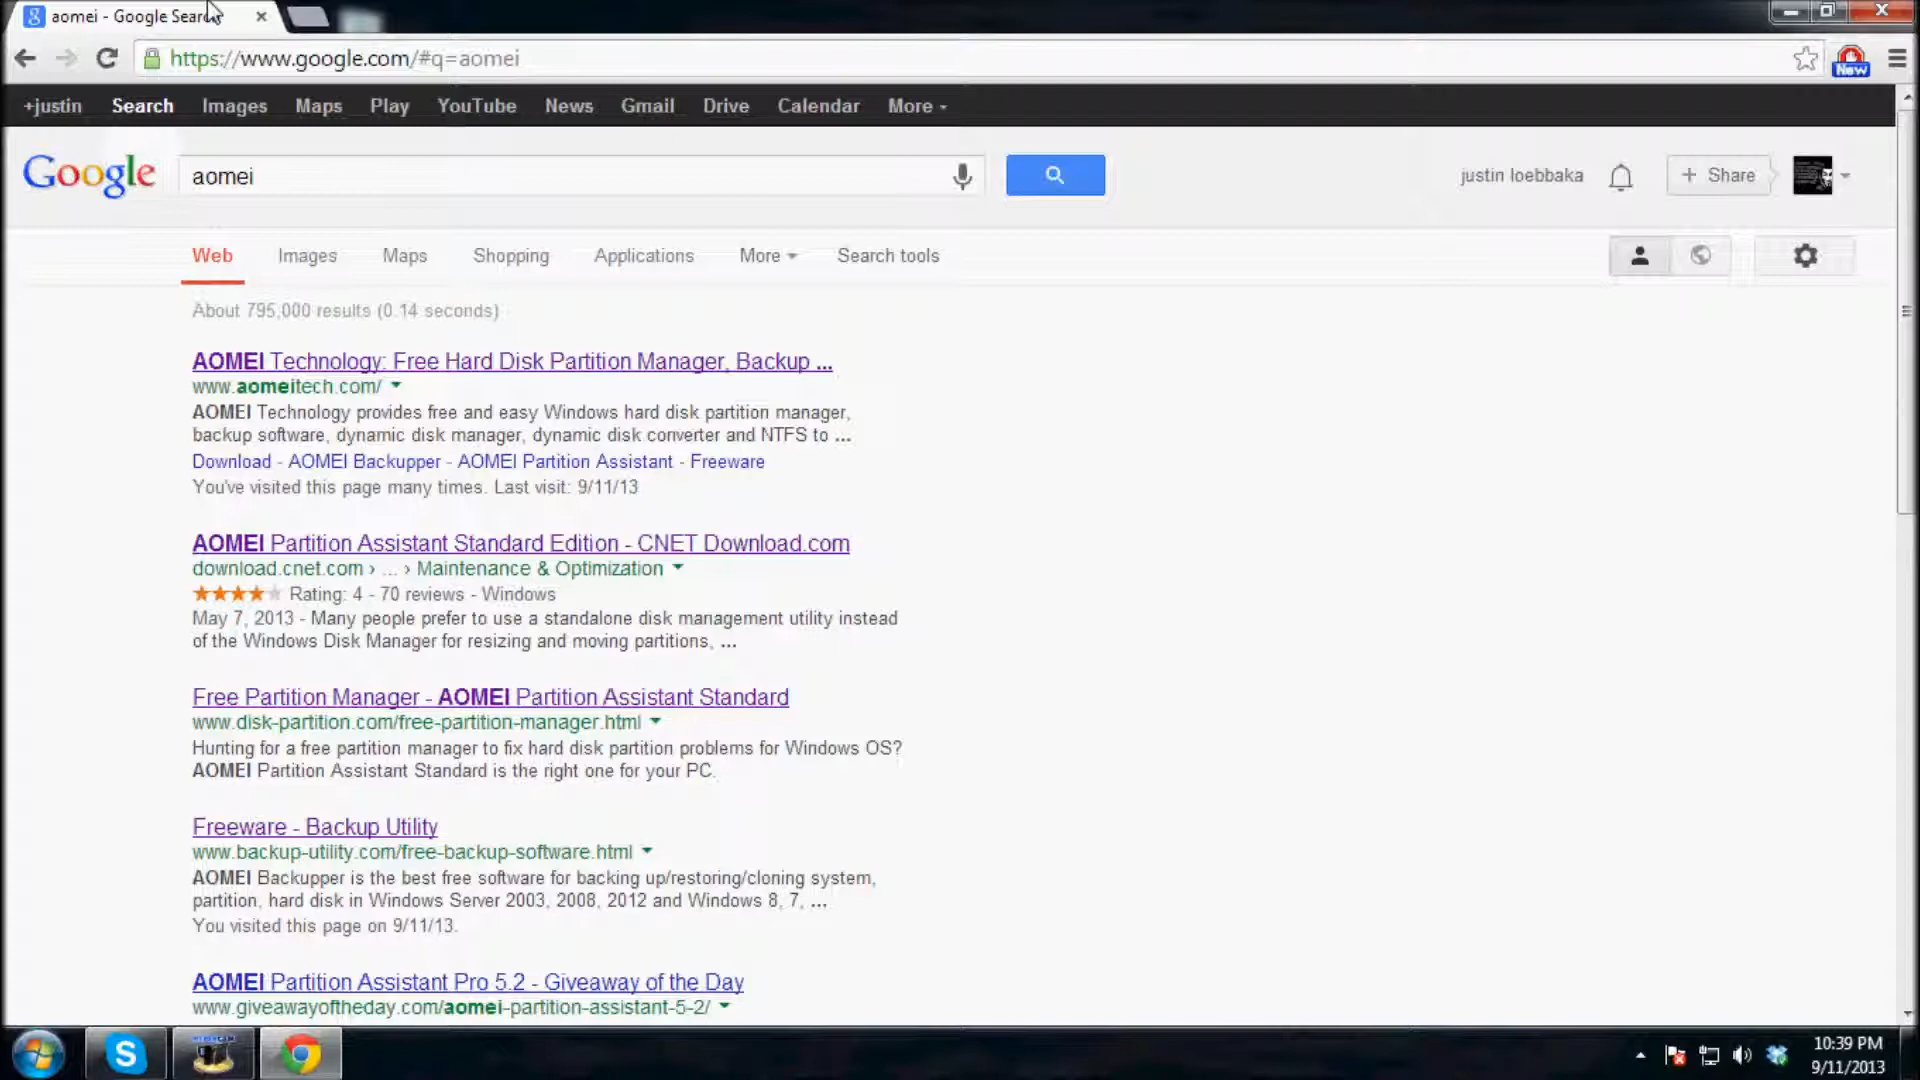 aomei - Google Search
https://www.google.com/#q=aomei
New
+justin Search Images Maps Play YouTube News Gmail Drive Calendar More
Google aomei justin loebbaka + Share
Web Images Maps Shopping Applications More Search tools
About 795,000 results (0.14 seconds)
AOMEI Technology: Free Hard Disk Partition Manager, Backup ...
www.aomeitech.com/
AOMEI Technology provides free and easy Windows hard disk partition manager,
backup software, dynamic disk manager, dynamic disk converter and NTFS to ...
Download - AOMEI Backupper - AOMEI Partition Assistant - Freeware
You've visited this page many times. Last visit: 9/11/13
AOMEI Partition Assistant Standard Edition - CNET Download.com
download.cnet.com › ... › Maintenance & Optimization
Rating: 4 - 70 reviews - Windows
May 7, 2013 - Many people prefer to use a standalone disk management utility instead
of the Windows Disk Manager for resizing and moving partitions, ...
Free Partition Manager - AOMEI Partition Assistant Standard
www.disk-partition.com/free-partition-manager.html
Hunting for a free partition manager to fix hard disk partition problems for Windows OS?
AOMEI Partition Assistant Standard is the right one for your PC.
Freeware - Backup Utility
www.backup-utility.com/free-backup-software.html
AOMEI Backupper is the best free software for backing up/restoring/cloning system,
partition, hard disk in Windows Server 2003, 2008, 2012 and Windows 8, 7, ...
You visited this page on 9/11/13.
AOMEI Partition Assistant Pro 5.2 - Giveaway of the Day
www.giveawayoftheday.com/aomei-partition-assistant-5-2/
10:39 PM
9/11/2013